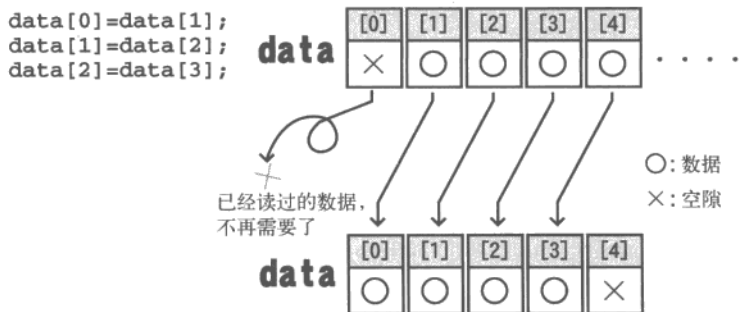 data[0]=data[1];
data[1]=data[2];
data[2]=data[3];
data
[0] [1] [2] [3] [4]
× ○ ○ ○ ○ . . . .
○:数据
×:空隙
已经读过的数据，
不再需要了
data
[0] [1] [2] [3] [4]
○ ○ ○ ○ ×